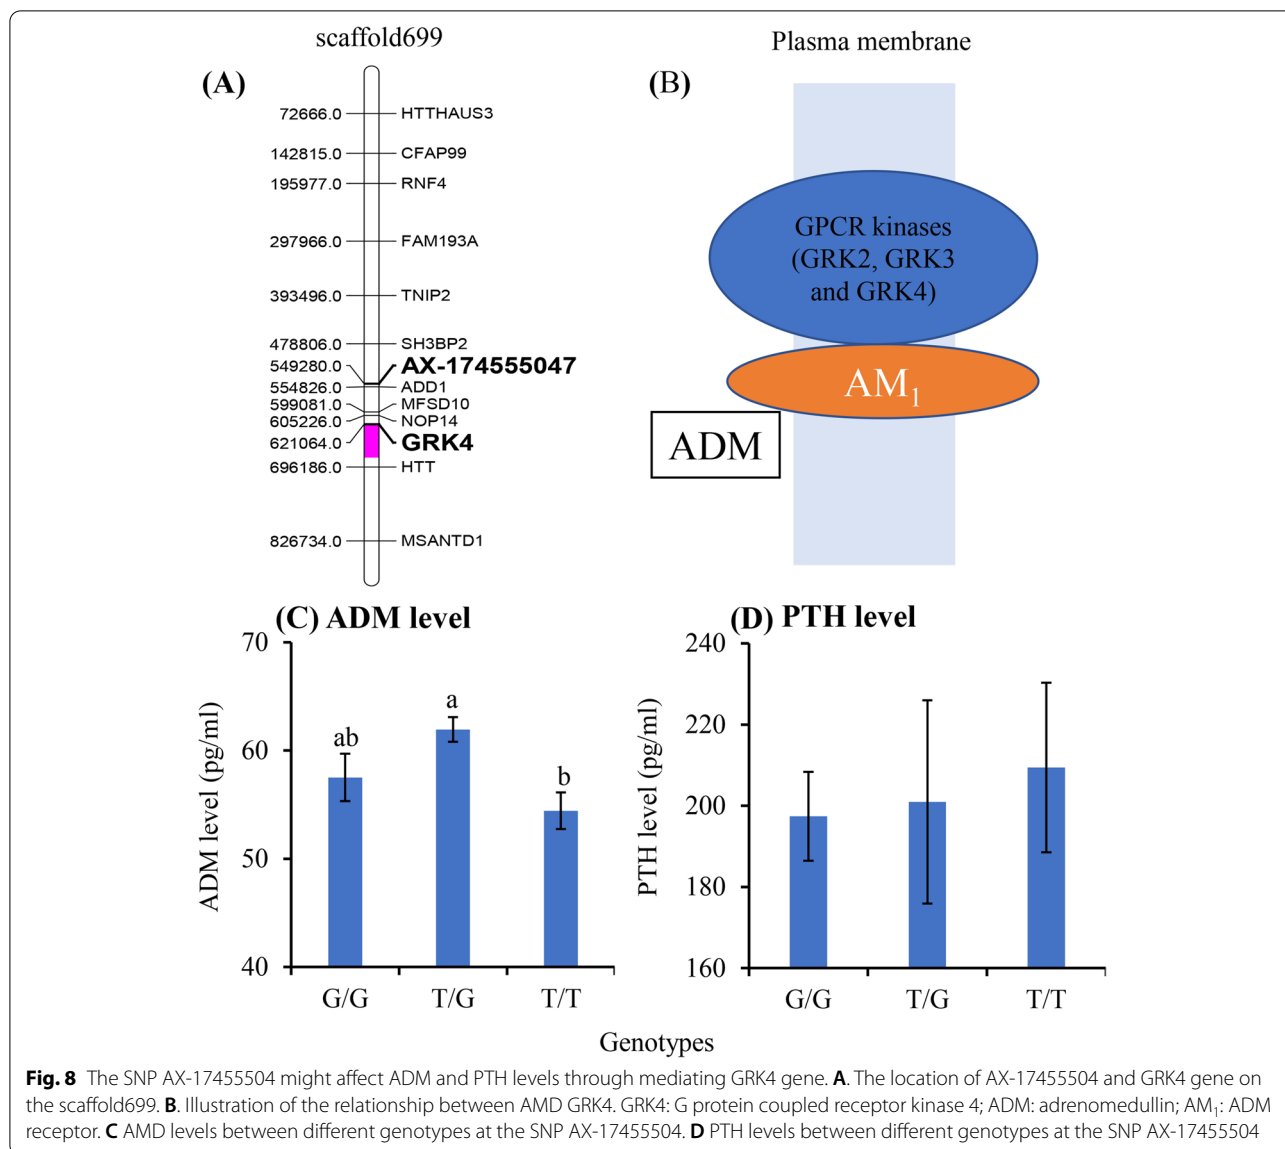 scaffold699
(A)
72666.0 HTTHAUS3
142815.0 CFAP99
195977.0 RNF4
297966.0 FAM193A
393496.0 TNIP2
478806.0 SH3BP2
549280.0 AX-174555047
554826.0 ADD1
599081.0 MFSD10
605226.0 NOP14
621064.0 GRK4
696186.0 HTT
826734.0 MSANTD1
Plasma membrane
(B)
GPCR kinases
(GRK2, GRK3
and GRK4)
AM₁
ADM
(C) ADM level
ADM level (pg/ml)
70
60
50
40
ab
a
b
G/G T/G T/T
(D) PTH level
PTH level (pg/ml)
240
220
200
180
160
G/G T/G T/T
Genotypes
Fig. 8 The SNP AX-17455504 might affect ADM and PTH levels through mediating GRK4 gene. A. The location of AX-17455504 and GRK4 gene on
the scaffold699. B. Illustration of the relationship between AMD GRK4. GRK4: G protein coupled receptor kinase 4; ADM: adrenomedullin; AM₁: ADM
receptor. C AMD levels between different genotypes at the SNP AX-17455504. D PTH levels between different genotypes at the SNP AX-17455504